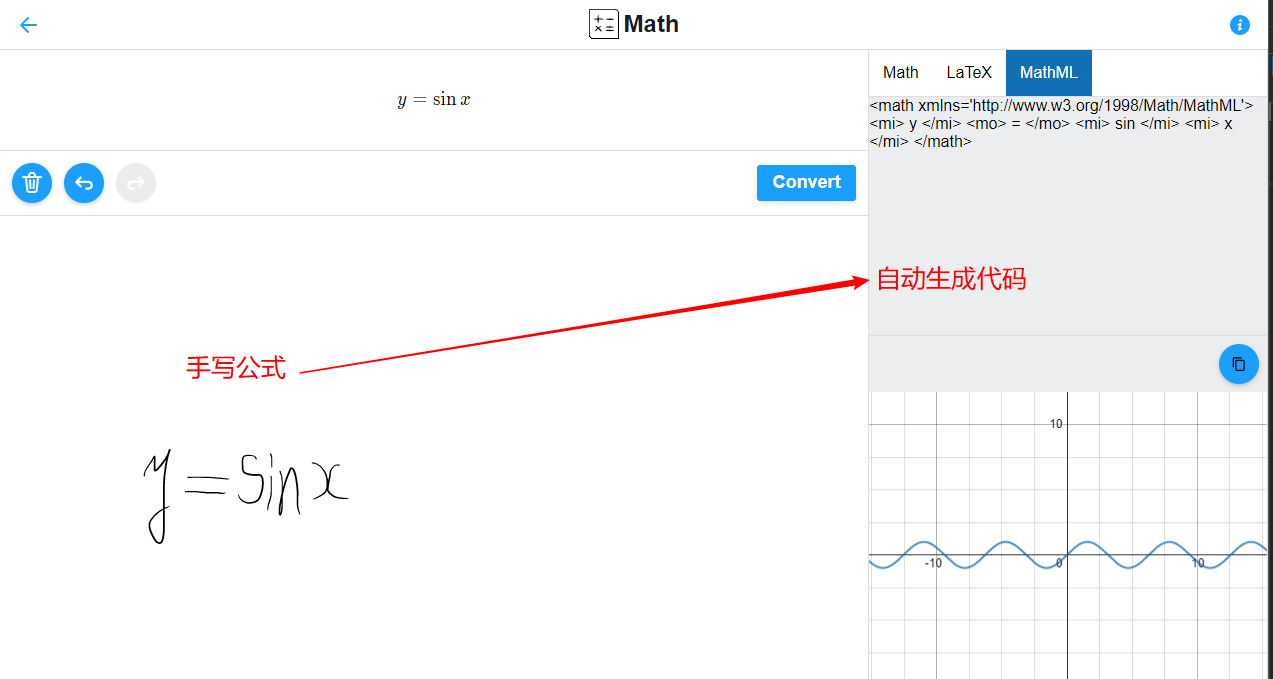 Math
y = sin x
Convert
Math LaTeX MathML
<math xmlns='http://www.w3.org/1998/Math/MathML'>
<mi> y </mi> <mo> = </mo> <mi> sin </mi> <mi> x
</mi> </math>
自动生成代码
手写公式
y = sin x
10
-10 0 10